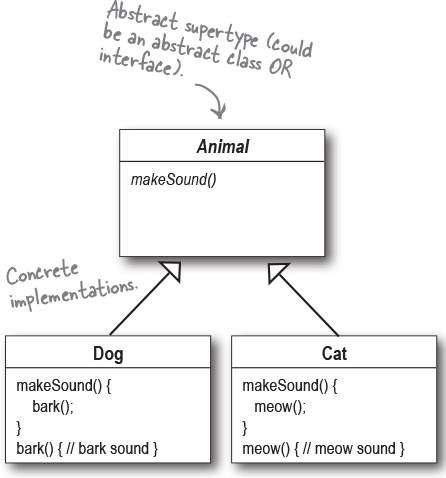 Abstract supertype (could
be an abstract class OR
interface).
Animal
makeSound()
Concrete
implementations.
Dog
makeSound() {
bark();
}
bark() { // bark sound }
Cat
makeSound() {
meow();
}
meow() { // meow sound }